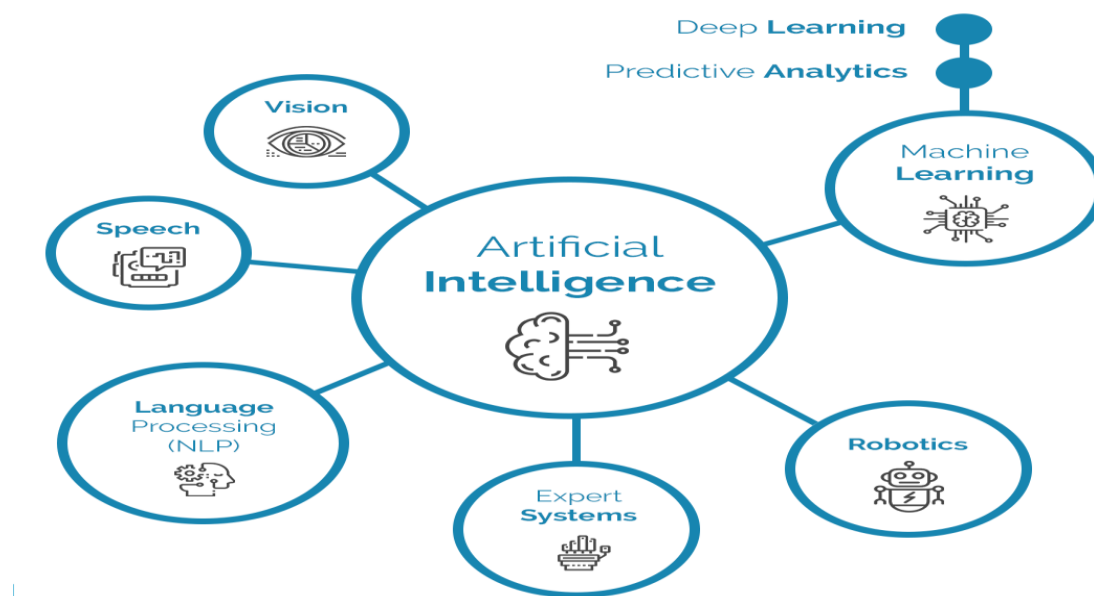 Deep Learning
Predictive Analytics
Vision
Machine
Learning
Speech
Artificial
Intelligence
Language
Processing
(NLP)
Robotics
Expert
Systems